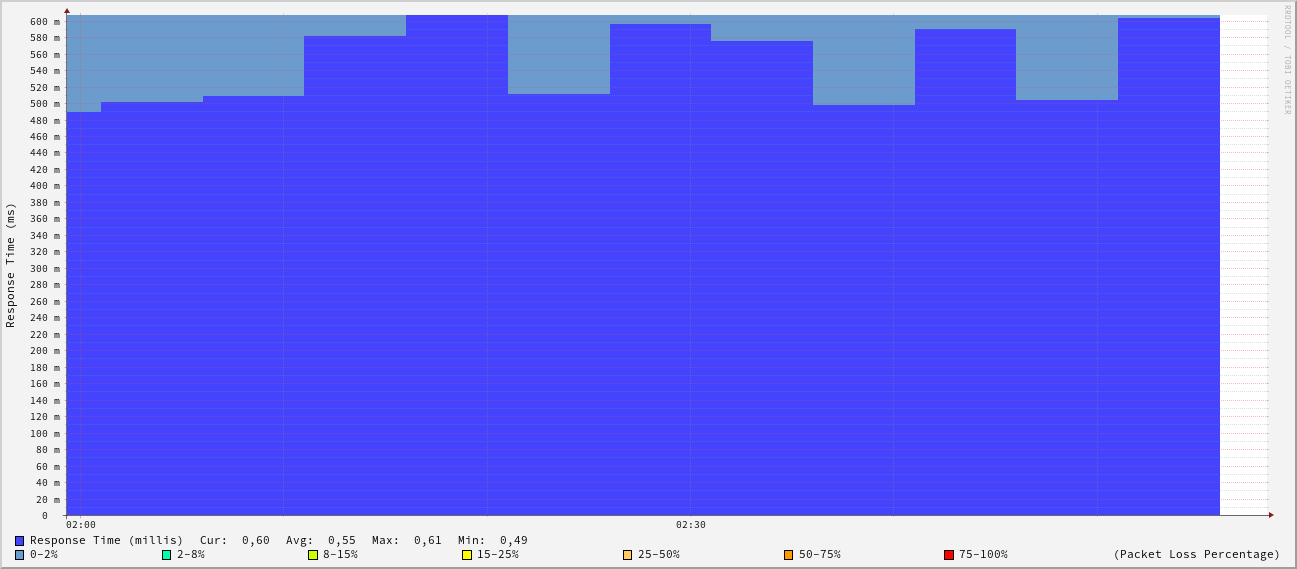 RRDTOOL / TOBI OETIKER
Response Time (ms)
600 m
580 m
560 m
540 m
520 m
500 m
480 m
460 m
440 m
420 m
400 m
380 m
360 m
340 m
320 m
300 m
280 m
260 m
240 m
220 m
200 m
180 m
160 m
140 m
120 m
100 m
80 m
60 m
40 m
20 m
0
02:00 02:30
Response Time (millis) Cur: 0,60 Avg: 0,55 Max: 0,61 Min: 0,49
0-2% 2-8% 8-15% 15-25% 25-50% 50-75% 75-100% (Packet Loss Percentage)